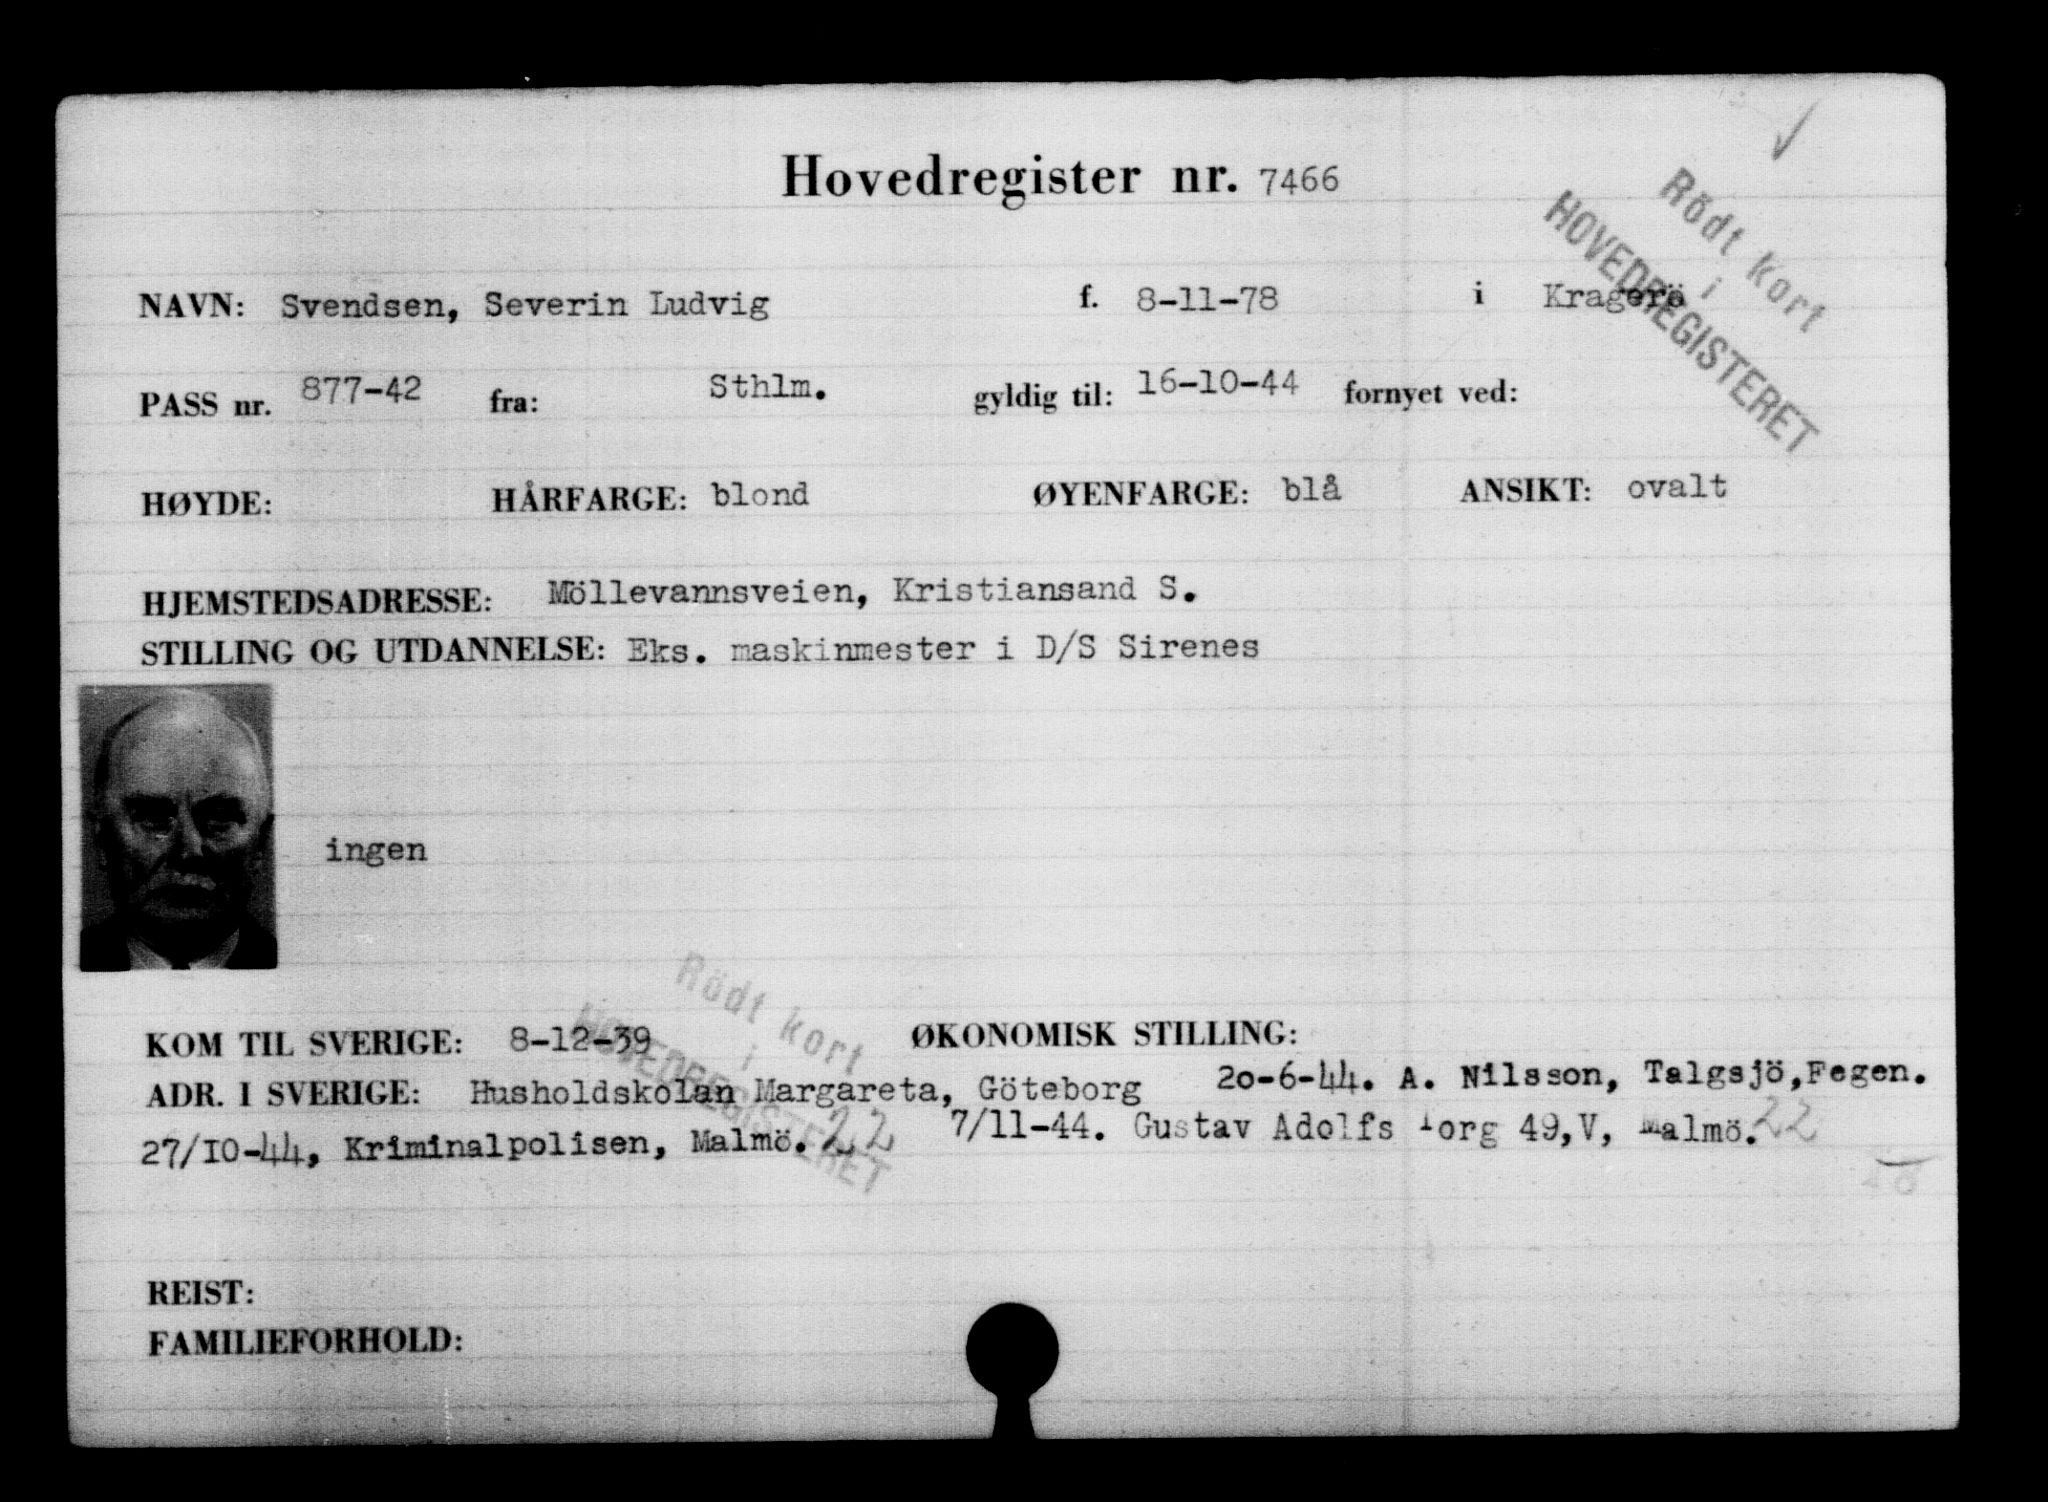 Hovedregister nr. 7466
Rödt kort
i
HOVEDREGISTERET
NAVN: Svendsen, Severin Ludvig f. 8-11-78 i Kragerö
PASS nr. 877-42 fra: Sthlm. gyldig til: 16-10-44 fornyet ved:
HØYDE: HÅRFARGE: blond ØYENFARGE: blå ANSIKT: ovalt
HJEMSTEDSADRESSE: Möllevannsveien, Kristiansand S.
STILLING OG UTDANNELSE: Eks. maskinmester i D/S Sirenes
ingen
Rödt kort
i
HOVEDREGISTERET
KOM TIL SVERIGE: 8-12-39 ØKONOMISK STILLING:
ADR. I SVERIGE: Husholdskolan Margareta, Göteborg 20-6-44. A. Nilsson, Talgsjö, Fegen.
27/10-44, Kriminalpolisen, Malmö. 22 7/11-44. Gustav Adolfs Torg 49, V, Malmö. 22
REIST:
FAMILIEFORHOLD: